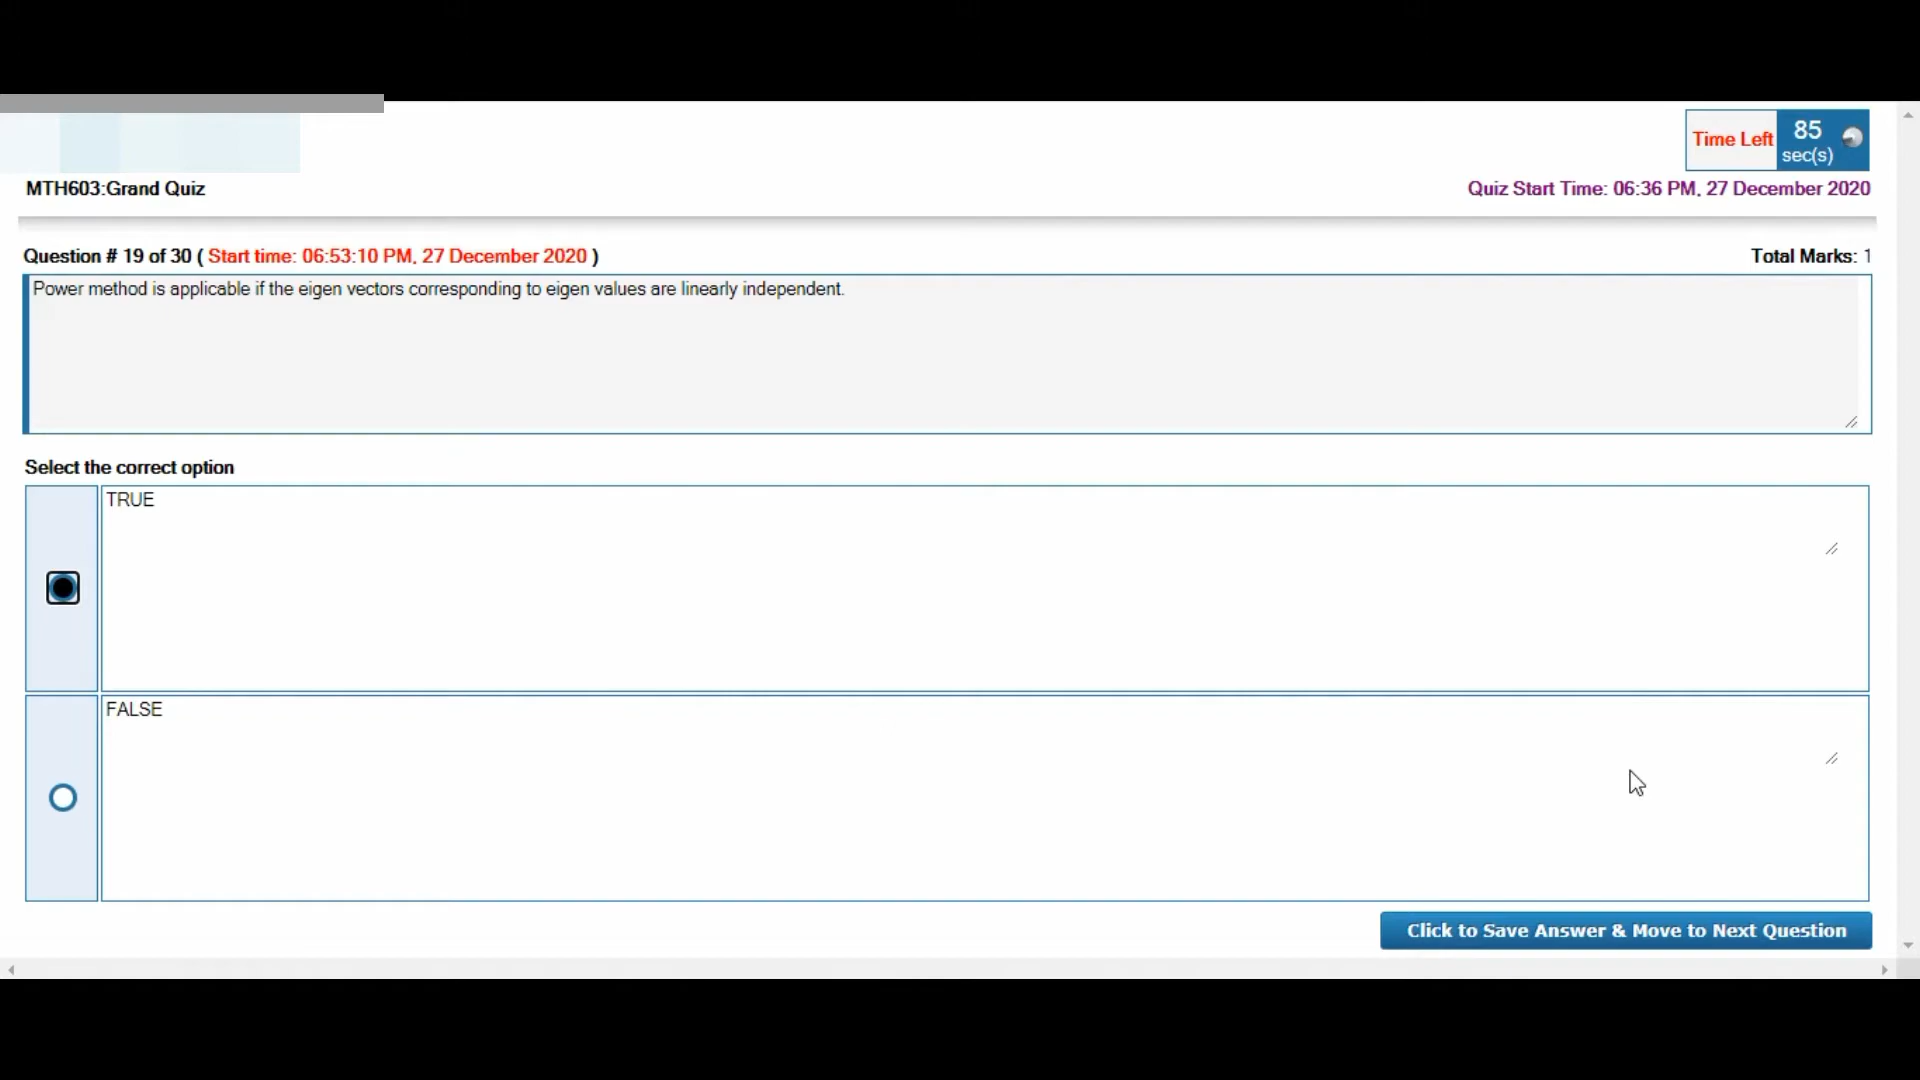 Time Left 85 sec(s)
MTH603:Grand Quiz
Quiz Start Time: 06:36 PM, 27 December 2020
Question # 19 of 30 ( Start time: 06:53:10 PM, 27 December 2020 )
Total Marks: 1
Power method is applicable if the eigen vectors corresponding to eigen values are linearly independent.
Select the correct option
TRUE
FALSE
Click to Save Answer & Move to Next Question